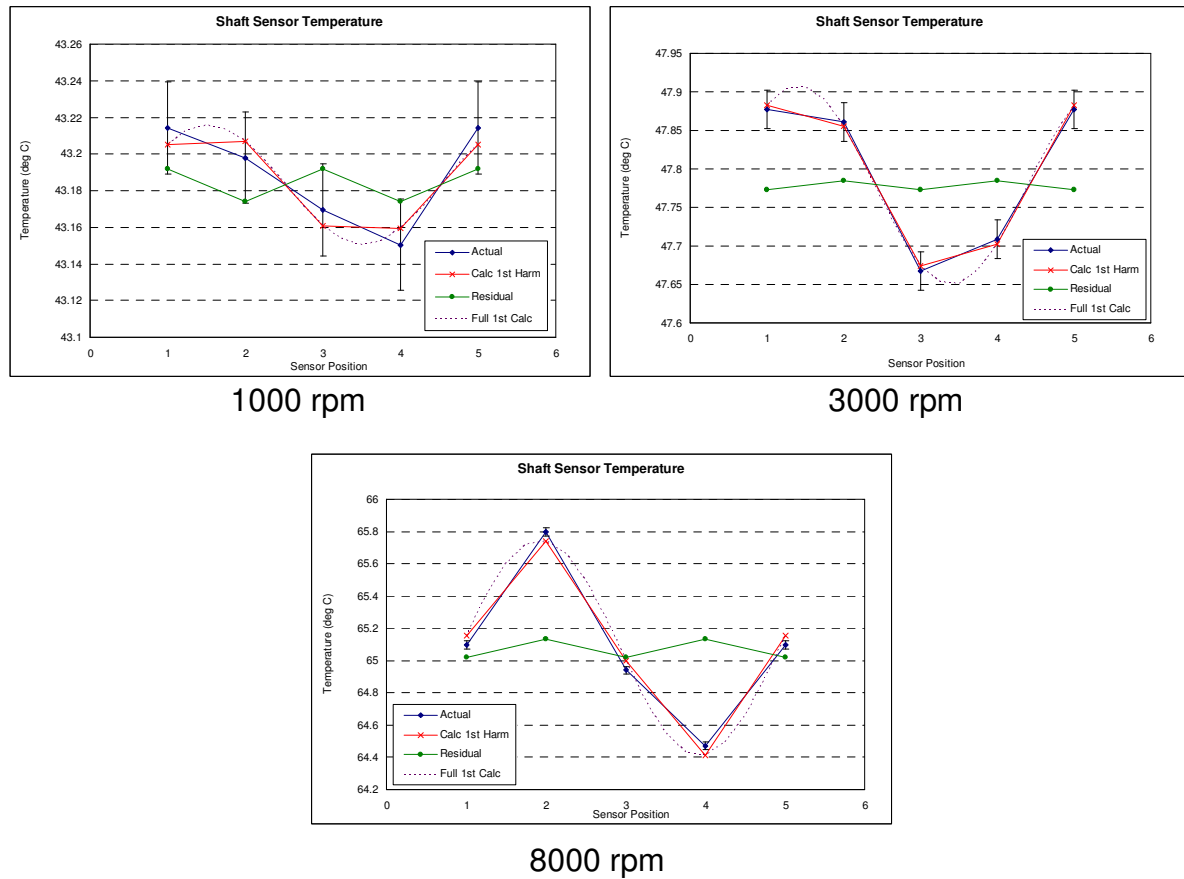 Shaft Sensor Temperature
43.26
43.24
43.22
43.2
43.18
43.16
43.14
43.12
43.1
Temperature (deg C)
0 1 2 3 4 5 6
Sensor Position
Actual
Calc 1st Harm
Residual
Full 1st Calc
1000 rpm
Shaft Sensor Temperature
47.95
47.9
47.85
47.8
47.75
47.7
47.65
47.6
Temperature (deg C)
0 1 2 3 4 5 6
Sensor Position
Actual
Calc 1st Harm
Residual
Full 1st Calc
3000 rpm
Shaft Sensor Temperature
66
65.8
65.6
65.4
65.2
65
64.8
64.6
64.4
64.2
Temperature (deg C)
0 1 2 3 4 5 6
Sensor Position
Actual
Calc 1st Harm
Residual
Full 1st Calc
8000 rpm